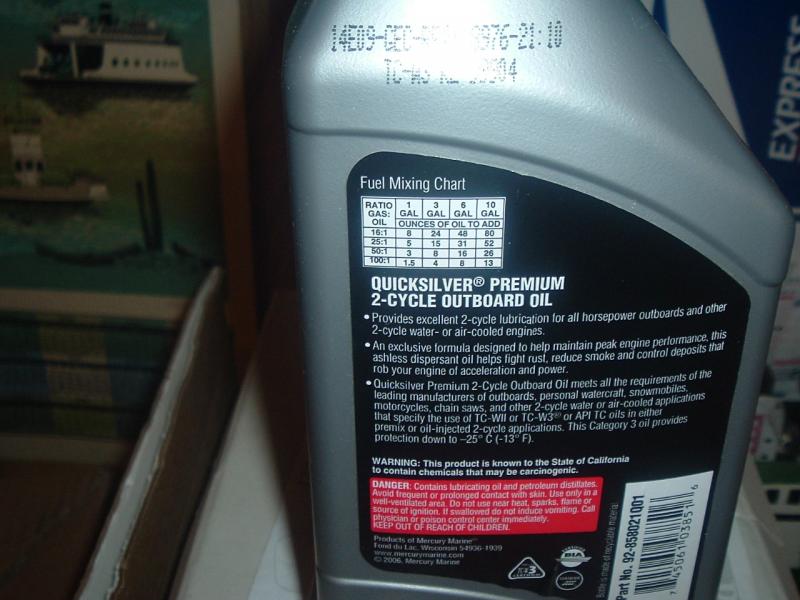 EXPRESS
21:10
Fuel Mixing Chart
RATIO GAS: OIL 1 GAL 3 GAL 6 GAL 10 GAL
OUNCES OF OIL TO ADD
16:1 8 24 48 80
25:1 5 15 31 52
50:1 3 8 16 26
100:1 1.5 4 8 13
QUICKSILVER® PREMIUM
2-CYCLE OUTBOARD OIL
• Provides excellent 2-cycle lubrication for all horsepower outboards and other
2-cycle water- or air-cooled engines.
• An exclusive formula designed to help maintain peak engine performance, this
ashless dispersant oil helps fight rust, reduce smoke and control deposits that
rob your engine of acceleration and power.
• Quicksilver Premium 2-Cycle Outboard Oil meets all the requirements of the
leading manufacturers of outboards, personal watercraft, snowmobiles,
motorcycles, chain saws, and other 2-cycle water or air-cooled applications
that specify the use of TC-WII or TC-W3® or API TC oils in either
premix or oil-injected 2-cycle applications. This Category 3 oil provides
protection down to –25° C (-13° F).
WARNING: This product is known to the State of California
to contain chemicals that may be carcinogenic.
DANGER: Contains lubricating oil and petroleum distillates.
Avoid frequent or prolonged contact with skin. Use only in a
well-ventilated area. Do not use near heat, sparks, flame or
source of ignition. If swallowed do not induce vomiting. Call
physician or poison control center immediately.
KEEP OUT OF REACH OF CHILDREN.
Products of Mercury Marine
Fond du Lac, Wisconsin 54936-1939
www.mercurymarine.com
© 2006, Mercury Marine
BIA
CERTIFIED
Bottle is made of recyclable material
Part No. 92-858021Q01